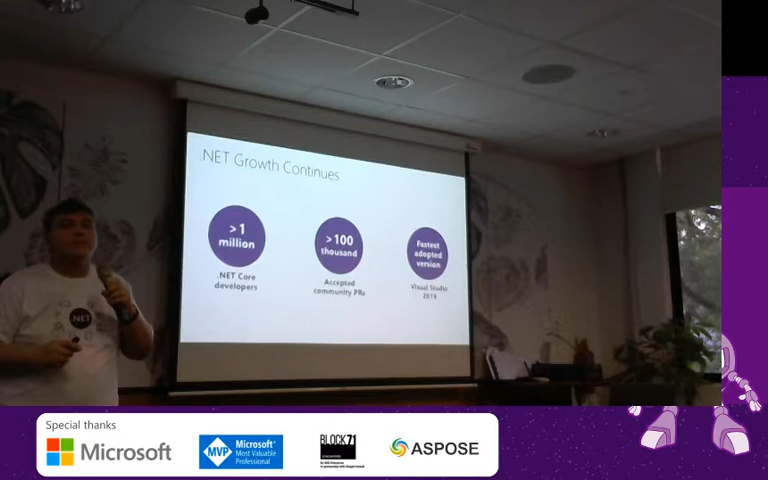 .NET Growth Continues
>1
million
.NET Core
developers
>100
thousand
Accepted
community PRs
Fastest
adopted
version
Visual Studio
2019
.NET
Special thanks
Microsoft
MVP
Microsoft®
Most Valuable
Professional
BLOCK71
ASPOSE